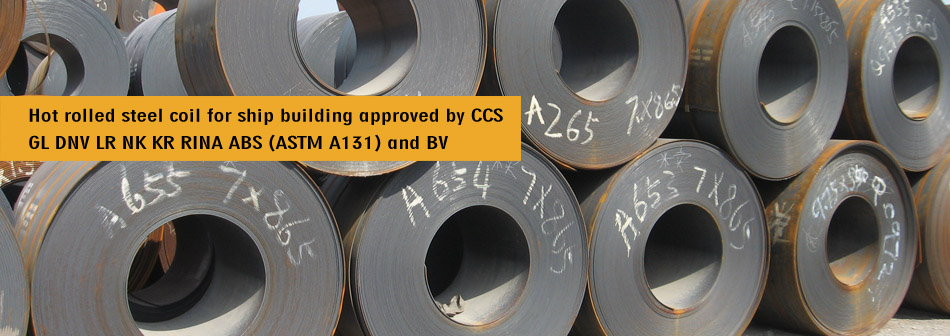 Hot rolled steel coil for ship building approved by CCS
GL DNV LR NK KR RINA ABS (ASTM A131) and BV
A265 7X865
A655 7X865
A654 7X865
A653 7X865